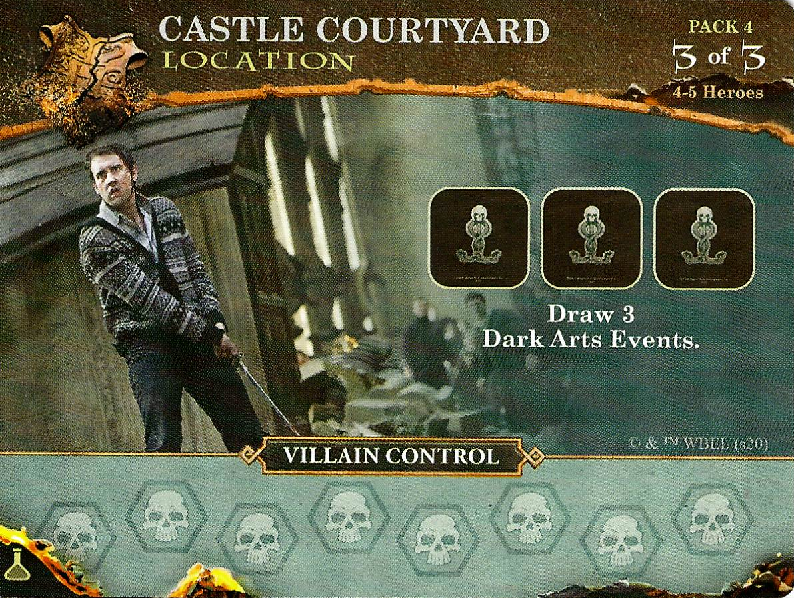 CASTLE COURTYARD
LOCATION
PACK 4
3 of 3
4-5 Heroes
Draw 3
Dark Arts Events.
© & ™ WBEI. (s20)
VILLAIN CONTROL